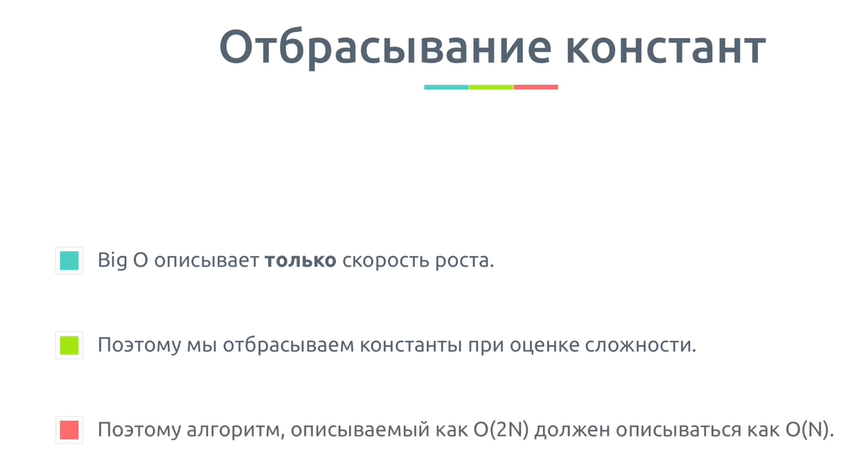 Отбрасывание констант
Big O описывает только скорость роста.
Поэтому мы отбрасываем константы при оценке сложности.
Поэтому алгоритм, описываемый как O(2N) должен описываться как O(N).